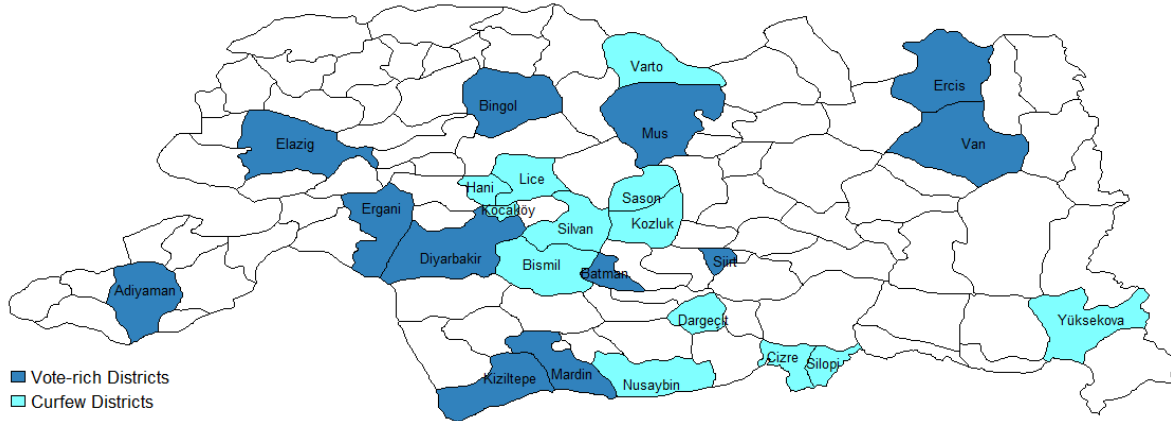 Varto
Ercis
Bingol
Mus
Elazig
Van
Hani
Lice
Sason
Ergani
Kocaköy
Silvan
Kozluk
Diyarbakir
Bismil
Batman
Siirt
Adiyaman
Dargeçit
Yüksekova
Cizre
Silopi
Kiziltepe
Mardin
Nusaybin
Vote-rich Districts
Curfew Districts